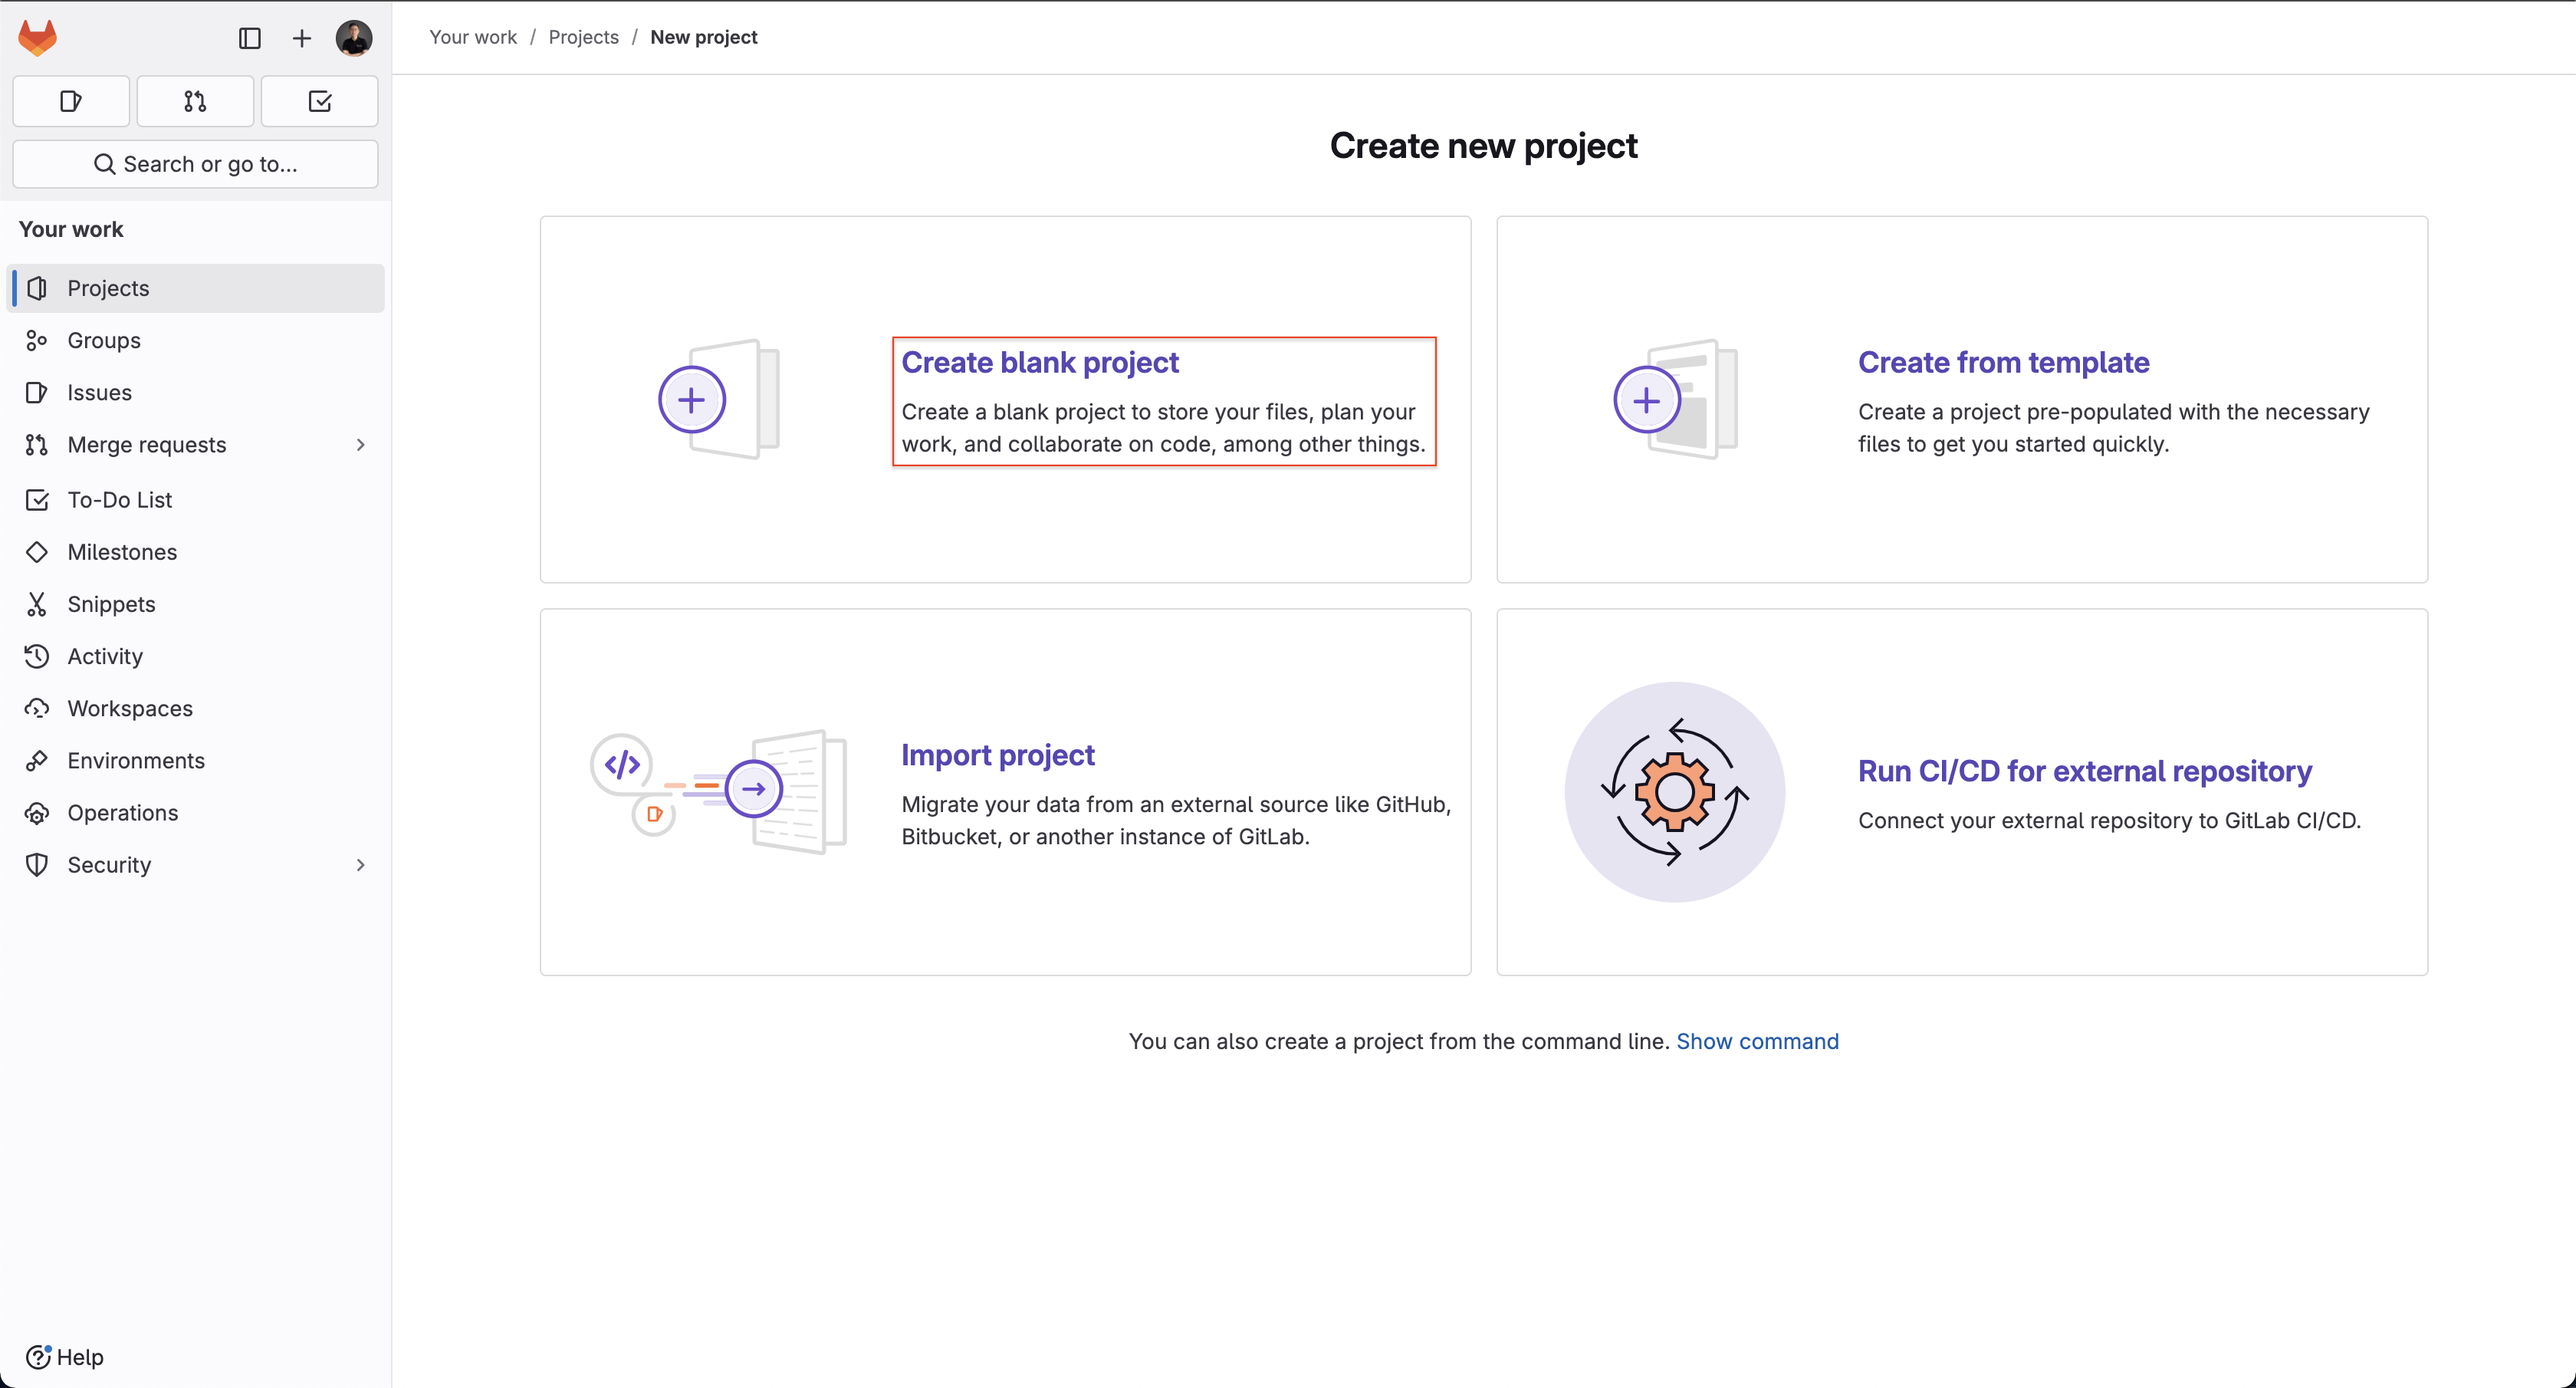 Your work / Projects / New project
Search or go to...
Your work
Projects
Groups
Issues
Merge requests
To-Do List
Milestones
Snippets
Activity
Workspaces
Environments
Operations
Security
Help
Create new project
Create blank project
Create a blank project to store your files, plan your
work, and collaborate on code, among other things.
Create from template
Create a project pre-populated with the necessary
files to get you started quickly.
Import project
Migrate your data from an external source like GitHub,
Bitbucket, or another instance of GitLab.
Run CI/CD for external repository
Connect your external repository to GitLab CI/CD.
You can also create a project from the command line. Show command